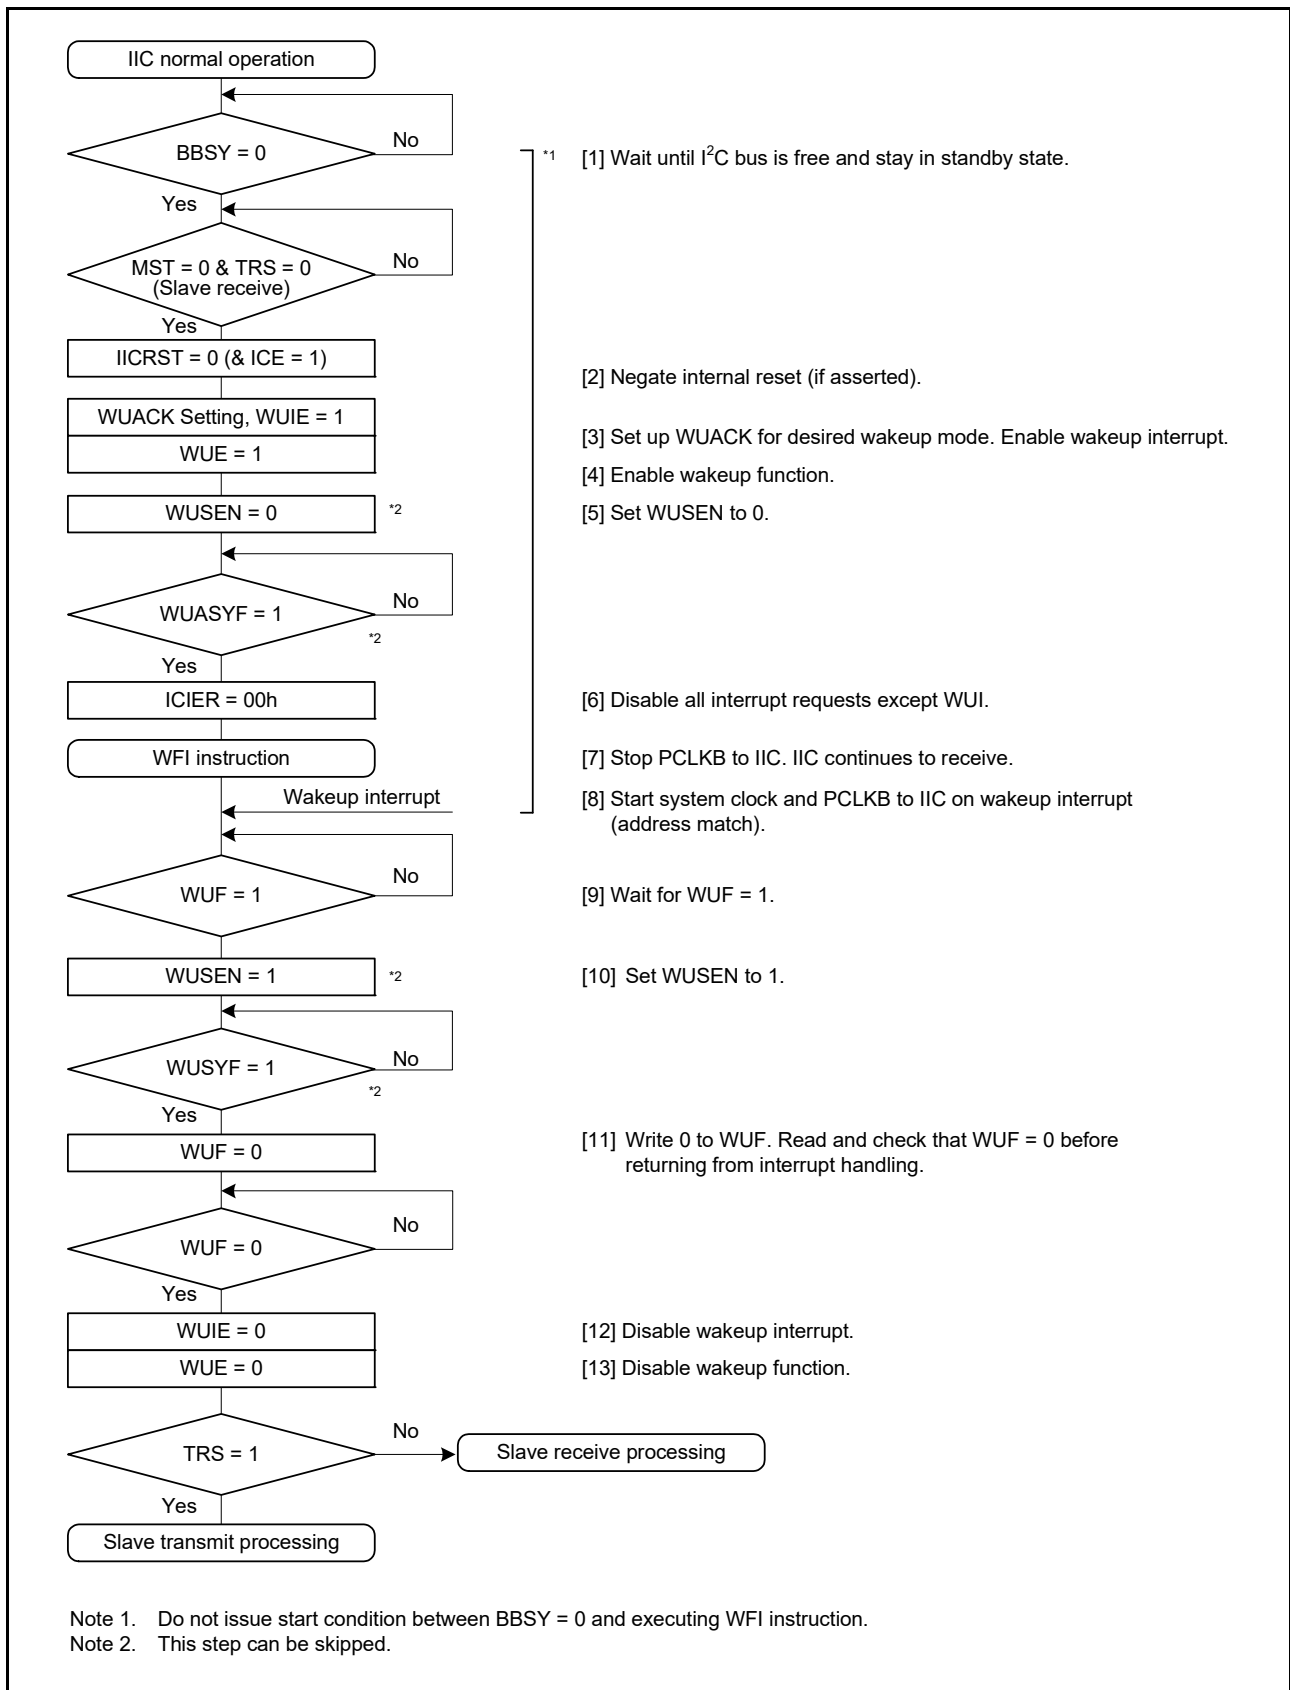 IIC normal operation
BBSY = 0
No
*1
[1] Wait until I²C bus is free and stay in standby state.
Yes
MST = 0 & TRS = 0
(Slave receive)
No
Yes
IICRST = 0 (& ICE = 1)
[2] Negate internal reset (if asserted).
WUACK Setting, WUIE = 1
[3] Set up WUACK for desired wakeup mode. Enable wakeup interrupt.
WUE = 1
[4] Enable wakeup function.
WUSEN = 0
*2
[5] Set WUSEN to 0.
WUASYF = 1
No
*2
Yes
ICIER = 00h
[6] Disable all interrupt requests except WUI.
WFI instruction
[7] Stop PCLKB to IIC. IIC continues to receive.
Wakeup interrupt
[8] Start system clock and PCLKB to IIC on wakeup interrupt
(address match).
WUF = 1
No
[9] Wait for WUF = 1.
WUSEN = 1
*2
[10] Set WUSEN to 1.
WUSYF = 1
No
*2
Yes
WUF = 0
[11] Write 0 to WUF. Read and check that WUF = 0 before
returning from interrupt handling.
WUF = 0
No
Yes
WUIE = 0
[12] Disable wakeup interrupt.
WUE = 0
[13] Disable wakeup function.
TRS = 1
No
Slave receive processing
Yes
Slave transmit processing
Note 1. Do not issue start condition between BBSY = 0 and executing WFI instruction.
Note 2. This step can be skipped.